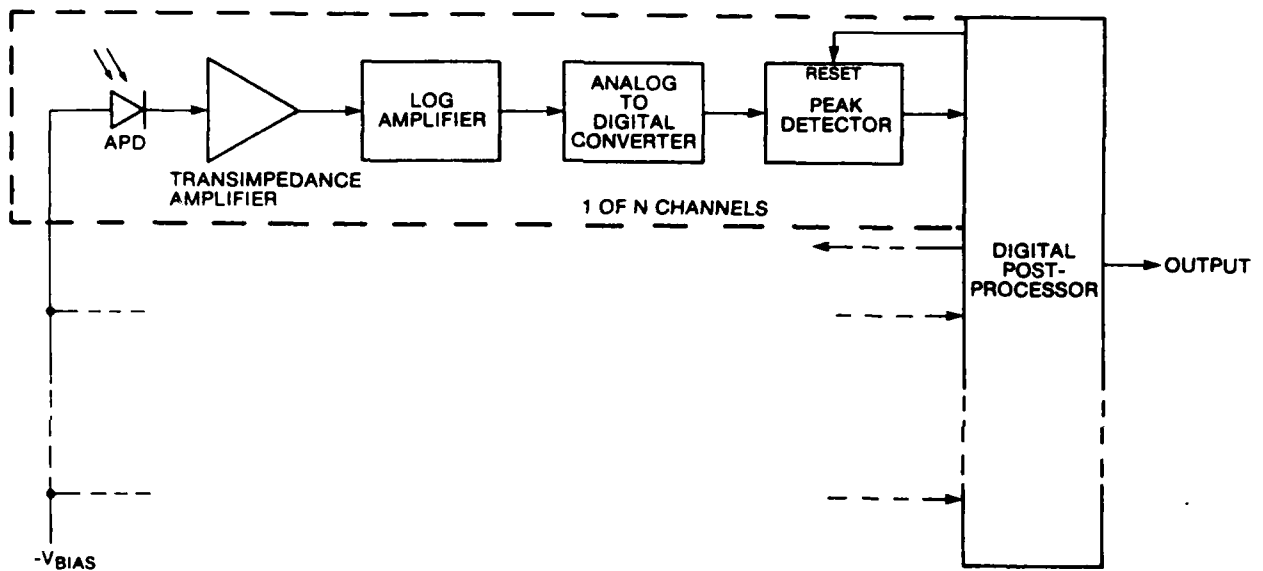 APD
TRANSIMPEDANCE
AMPLIFIER
LOG
AMPLIFIER
ANALOG
TO
DIGITAL
CONVERTER
RESET
PEAK
DETECTOR
1 OF N CHANNELS
DIGITAL
POST-
PROCESSOR
OUTPUT
-VBIAS